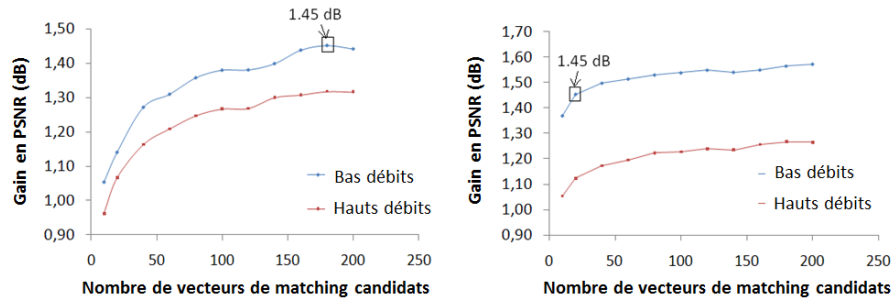 1.45 dB
1,50
1,40
1,30
1,20
1,10
1,00
0,90
Gain en PSNR (dB)
Bas débits
Hauts débits
0
50
100
150
200
250
Nombre de vecteurs de matching candidats
1.45 dB
1,70
1,60
1,50
1,40
1,30
1,20
1,10
1,00
0,90
Gain en PSNR (dB)
Bas débits
Hauts débits
0
50
100
150
200
250
Nombre de vecteurs de matching candidats